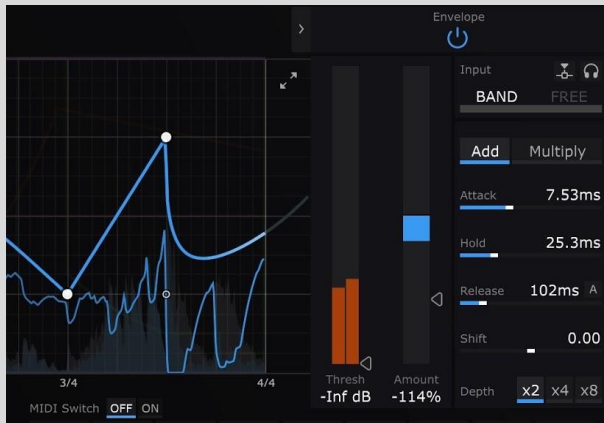 Envelope
Input
BAND FREE
Add Multiply
Attack 7.53ms
Hold 25.3ms
Release 102ms A
Shift 0.00
Depth x2 x4 x8
Thresh Amount
-Inf dB -114%
3/4 4/4
MIDI Switch OFF ON